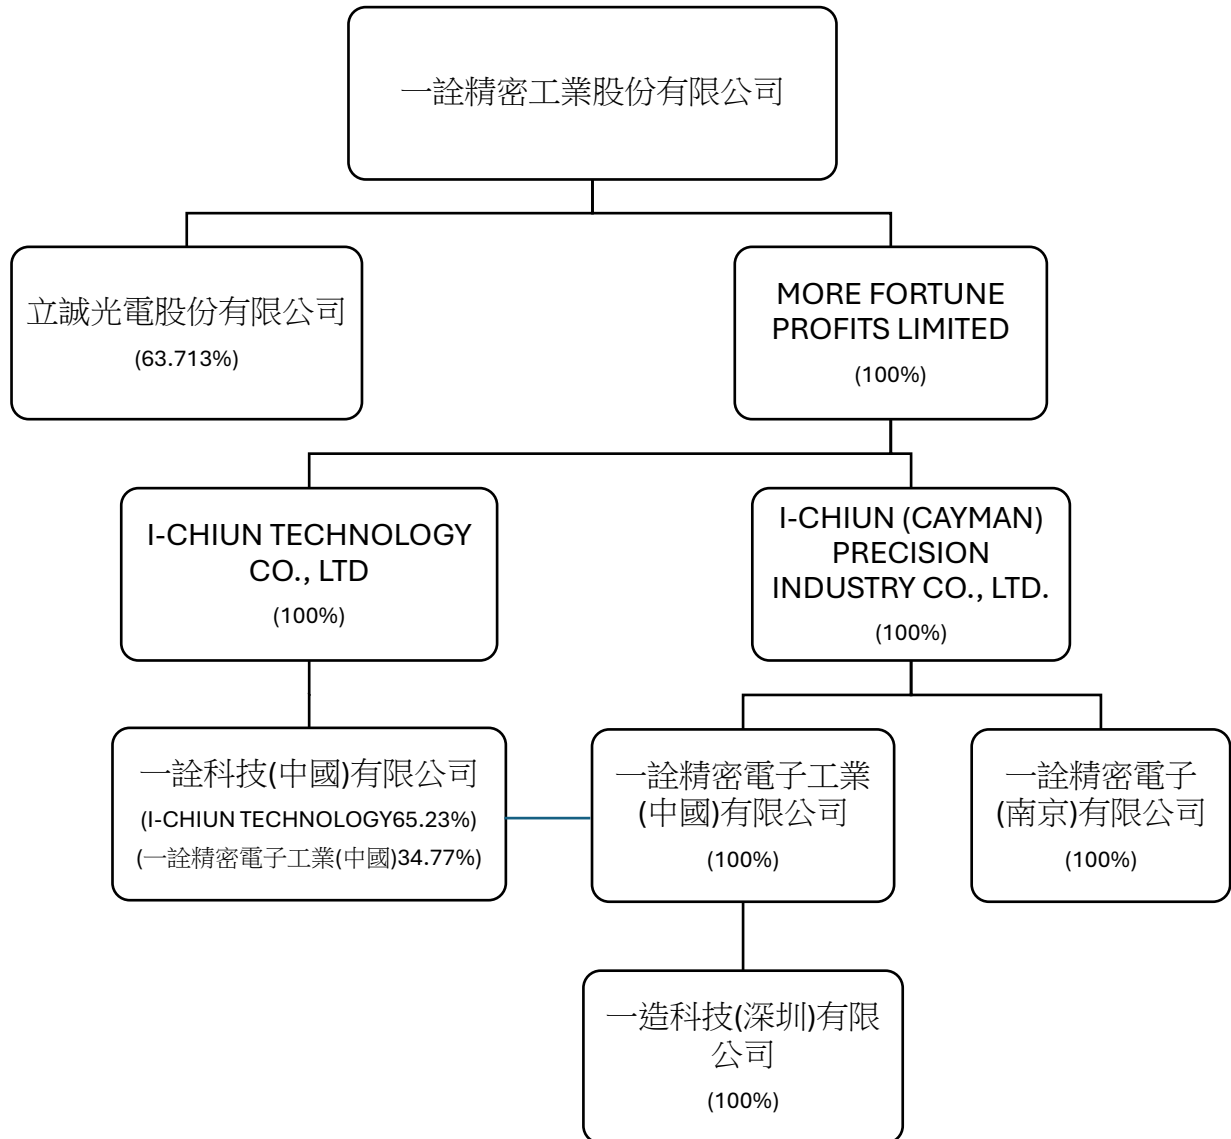 一詮精密工業股份有限公司
立誠光電股份有限公司
(63.713%)
MORE FORTUNE
PROFITS LIMITED
(100%)
I-CHIUN TECHNOLOGY
CO., LTD
(100%)
I-CHIUN (CAYMAN)
PRECISION
INDUSTRY CO., LTD.
(100%)
一詮科技(中國)有限公司
(I-CHIUN TECHNOLOGY65.23%)
(一詮精密電子工業(中國)34.77%)
一詮精密電子工業
(中國)有限公司
(100%)
一詮精密電子
(南京)有限公司
(100%)
一造科技(深圳)有限
公司
(100%)